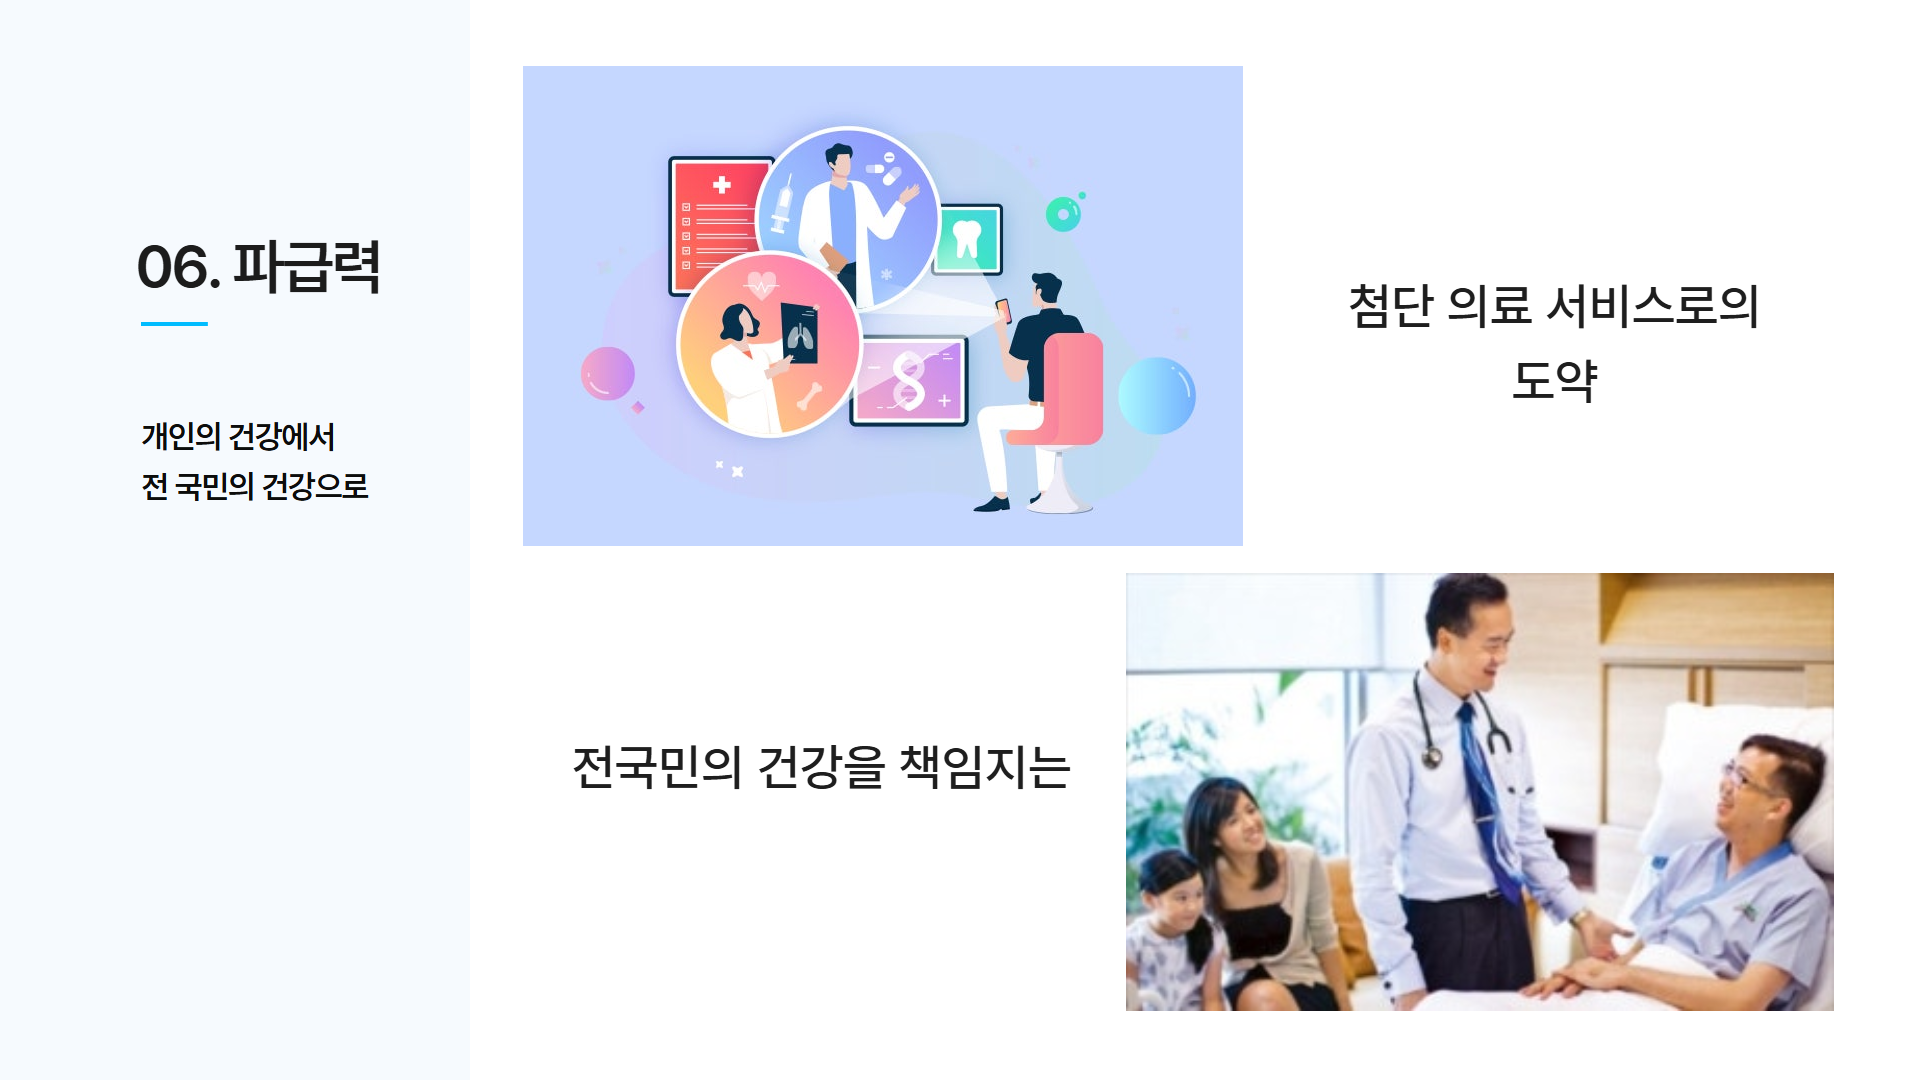 06. 파급력
개인의 건강에서
전 국민의 건강으로
첨단 의료 서비스로의
도약
전국민의 건강을 책임지는